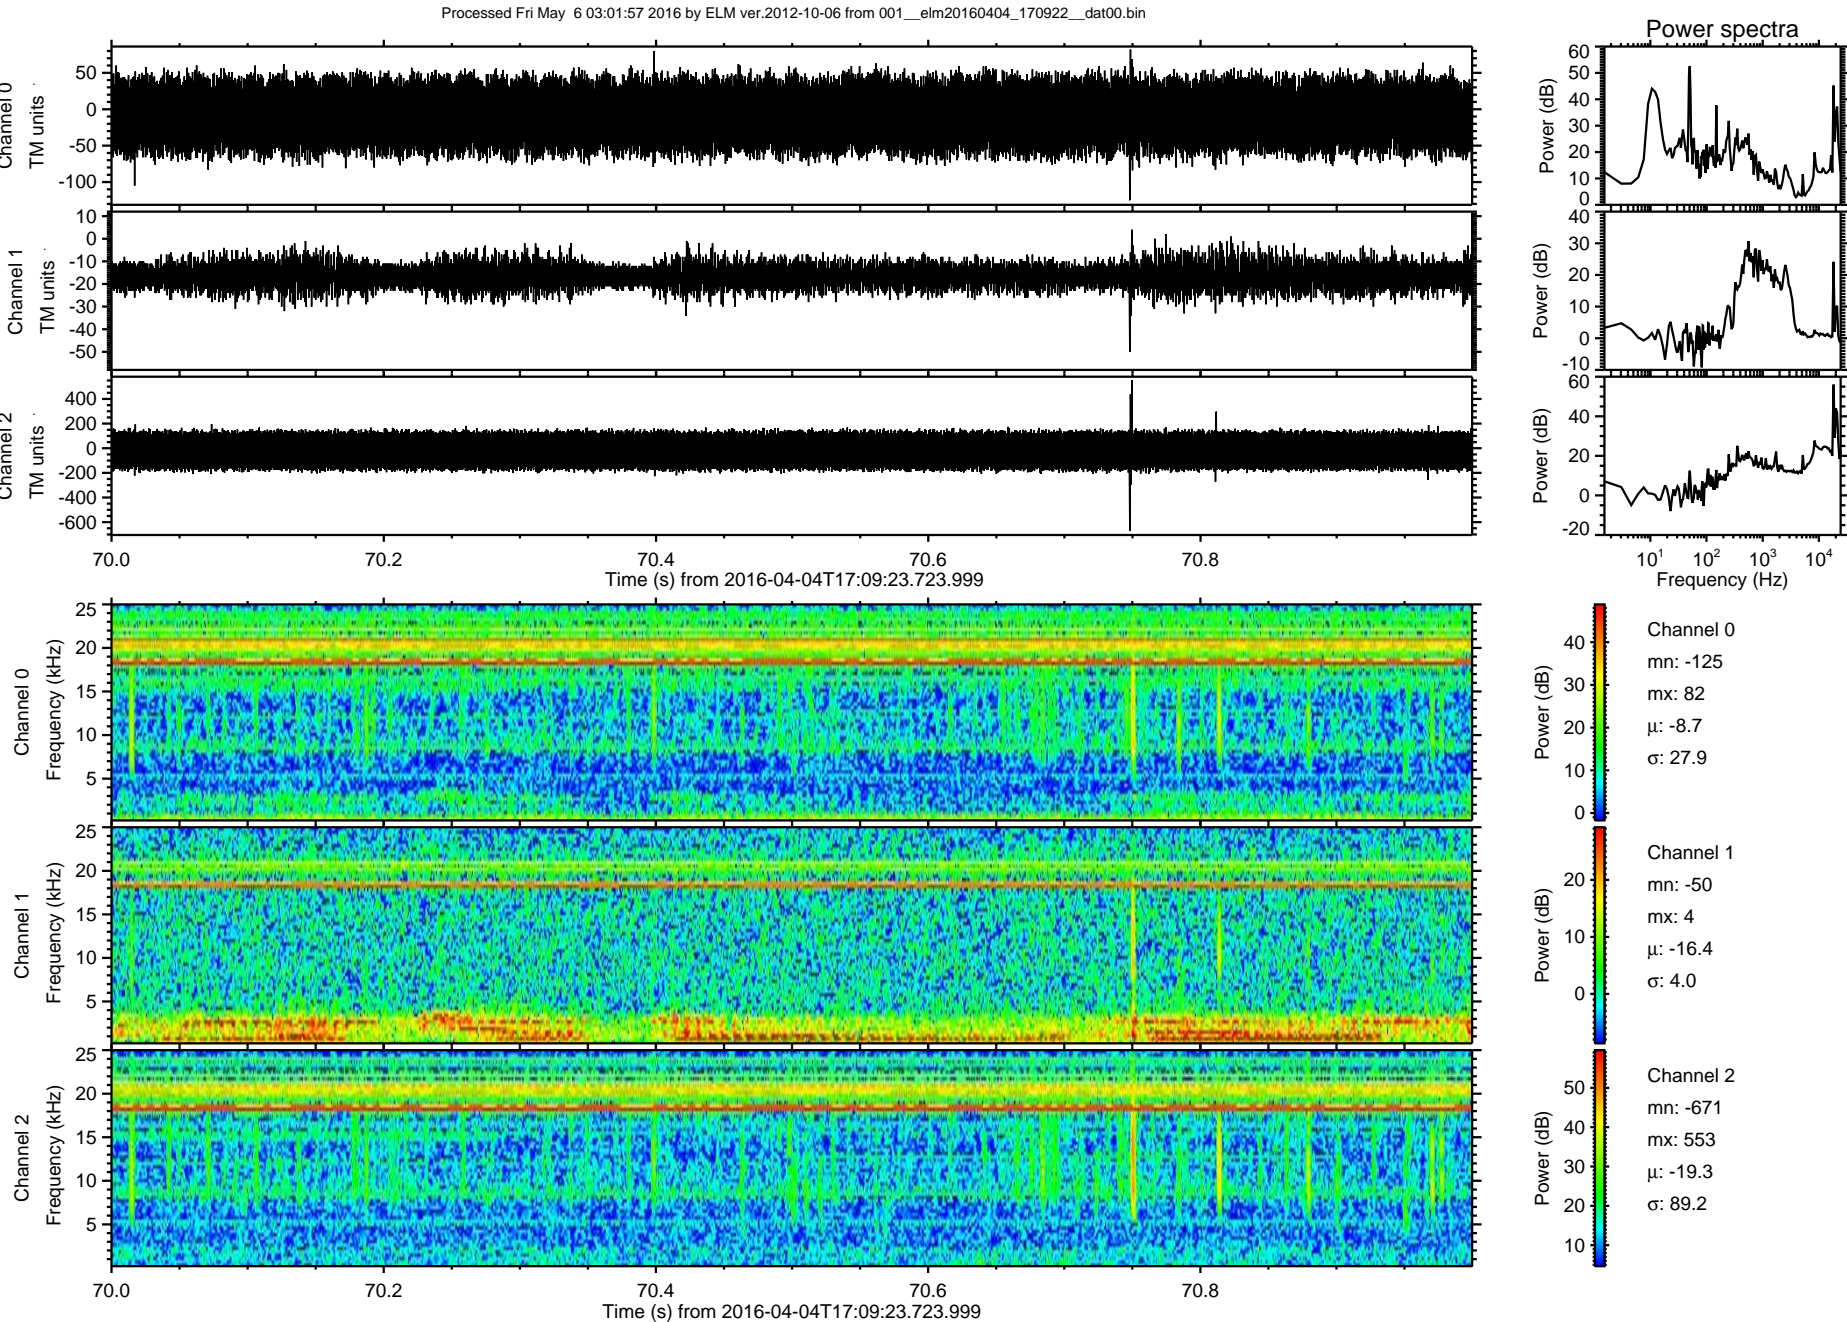 Processed Fri May  6 03:01:57 2016 by ELM ver.2012-10-06 from 001__elm20160404_170922__dat00.bin
Power spectra
Channel 0
TM units
50
0
-50
-100
Power (dB)
60
50
40
30
20
10
0
Channel 1
TM units
10
0
-10
-20
-30
-40
-50
Power (dB)
40
30
20
10
0
-10
Channel 2
TM units
400
200
0
-200
-400
-600
Power (dB)
60
40
20
0
-20
70.0 70.2 70.4 70.6 70.8
Time (s) from 2016-04-04T17:09:23.723.999
10¹ 10² 10³ 10⁴
Frequency (Hz)
Channel 0
Frequency (kHz)
25
20
15
10
5
Power (dB)
40
30
20
10
0
Channel 0
mn: -125
mx: 82
μ: -8.7
σ: 27.9
Channel 1
Frequency (kHz)
25
20
15
10
5
Power (dB)
20
10
0
Channel 1
mn: -50
mx: 4
μ: -16.4
σ: 4.0
Channel 2
Frequency (kHz)
25
20
15
10
5
Power (dB)
50
40
30
20
10
Channel 2
mn: -671
mx: 553
μ: -19.3
σ: 89.2
70.0 70.2 70.4 70.6 70.8
Time (s) from 2016-04-04T17:09:23.723.999